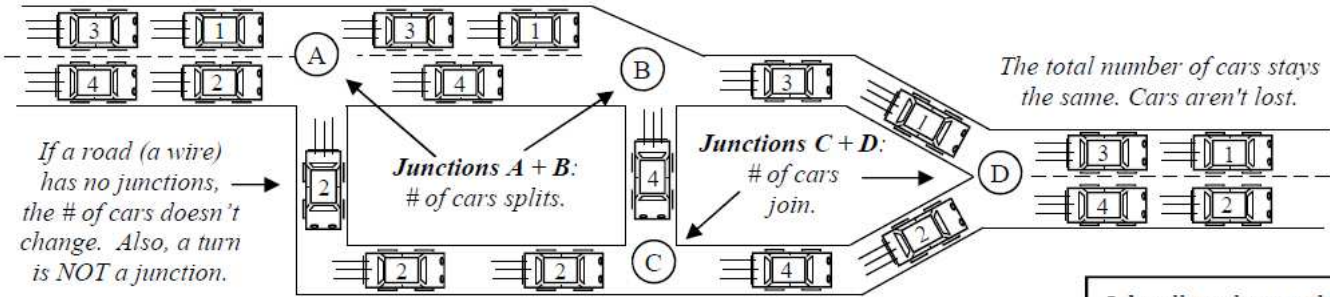 3 1 3 1
A
B
4 2 4
3
1
The total number of cars stays
the same. Cars aren't lost.
If a road (a wire)
has no junctions,
the # of cars doesn't
change. Also, a turn
is NOT a junction.
2
Junctions A + B:
# of cars splits.
4
Junctions C + D:
# of cars
join.
D
3 1
4 2
2 2
C
4
2